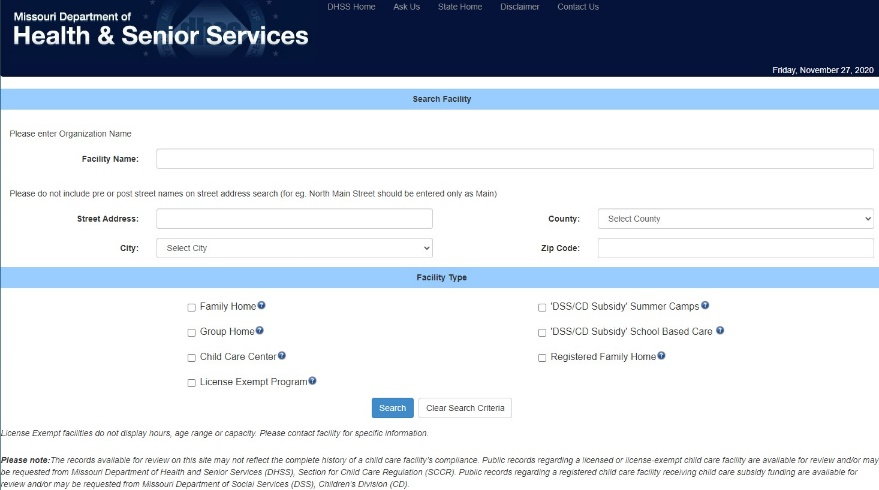 DHSS Home Ask Us State Home Disclaimer Contact Us
Missouri Department of
Health & Senior Services
Friday, November 27, 2020
Search Facility
Please enter Organization Name
Facility Name:
Please do not include pre or post street names on street address search (for eg, North Main Street should be entered only as Main)
Street Address: County: Select County
City: Select City Zip Code:
Facility Type
Family Home ? 'DSS/CD Subsidy' Summer Camps ?
Group Home ? 'DSS/CD Subsidy' School Based Care ?
Child Care Center ? Registered Family Home ?
License Exempt Program ?
Search Clear Search Criteria
License Exempt facilities do not display hours, age range or capacity. Please contact facility for specific information.
Please note:The records available for review on this site may not reflect the complete history of a child care facility's compliance. Public records regarding a licensed or license-exempt child care facility are available for review and/or may
be requested from Missouri Department of Health and Senior Services (DHSS), Section for Child Care Regulation (SCCR). Public records regarding a registered child care facility receiving child care subsidy funding are available for
review and/or may be requested from Missouri Department of Social Services (DSS), Children's Division (CD).